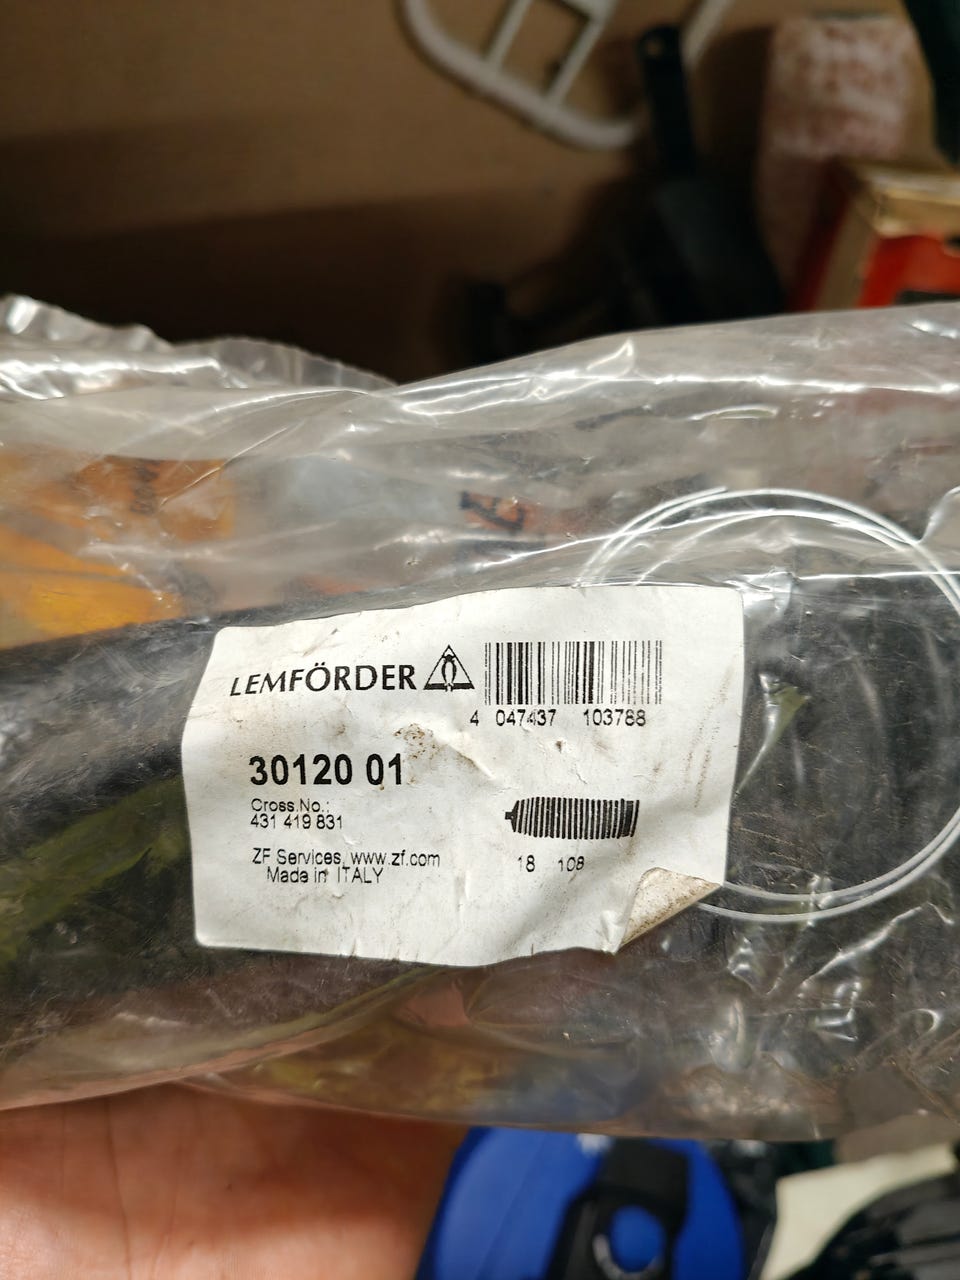 LEMFÖRDER
4 047437 103788
30120 01
Cross.No.:
431 419 831
ZF Services, www.zf.com
Made in ITALY
18 108